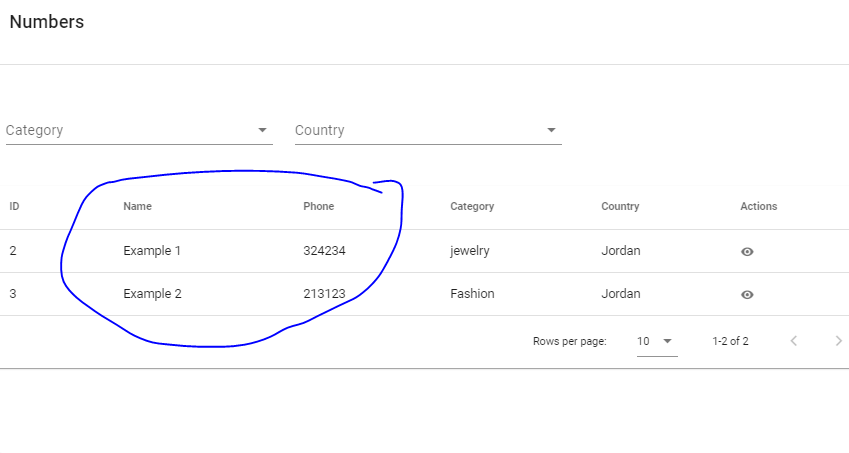 Numbers
Category Country
ID Name Phone Category Country Actions
2 Example 1 324234 jewelry Jordan
3 Example 2 213123 Fashion Jordan
Rows per page: 10 1-2 of 2